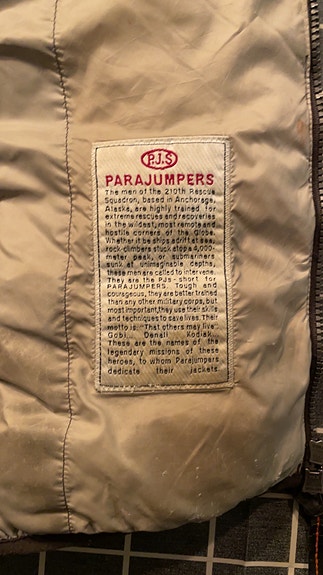 P.J.S
PARAJUMPERS
The men of the 210th Rescue
Squadron, based in Anchorage,
Alaska, are highly trained for
extreme rescues and recoveries
in the wildest, most remote and
hostile corners of the globe.
Whether it be ships adrift at sea,
rock-climbers stuck atop a 4,000-
meter peak, or submariners
sunk at unimaginable depths,
these men are called to intervene.
They are the PJs - short for
PARAJUMPERS. Tough and
courageous, they are better trained
than any other military corps, but
most important, they use their skills
and techniques to save lives. Their
motto is: "That others may live"
Gobi, Denali, Kodiak...
These are the names of the
legendary missions of these
heroes, to whom Parajumpers
dedicate their jackets.